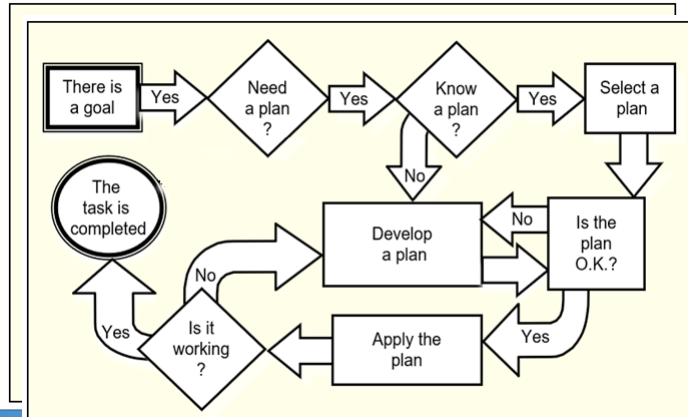 There is
a goal
Yes
Need
a plan
?
Yes
Know
a plan
?
Yes
Select a
plan
No
The
task is
completed
Develop
a plan
No
Is the
plan
O.K.?
No
Yes
Is it
working
?
Apply the
plan
Yes